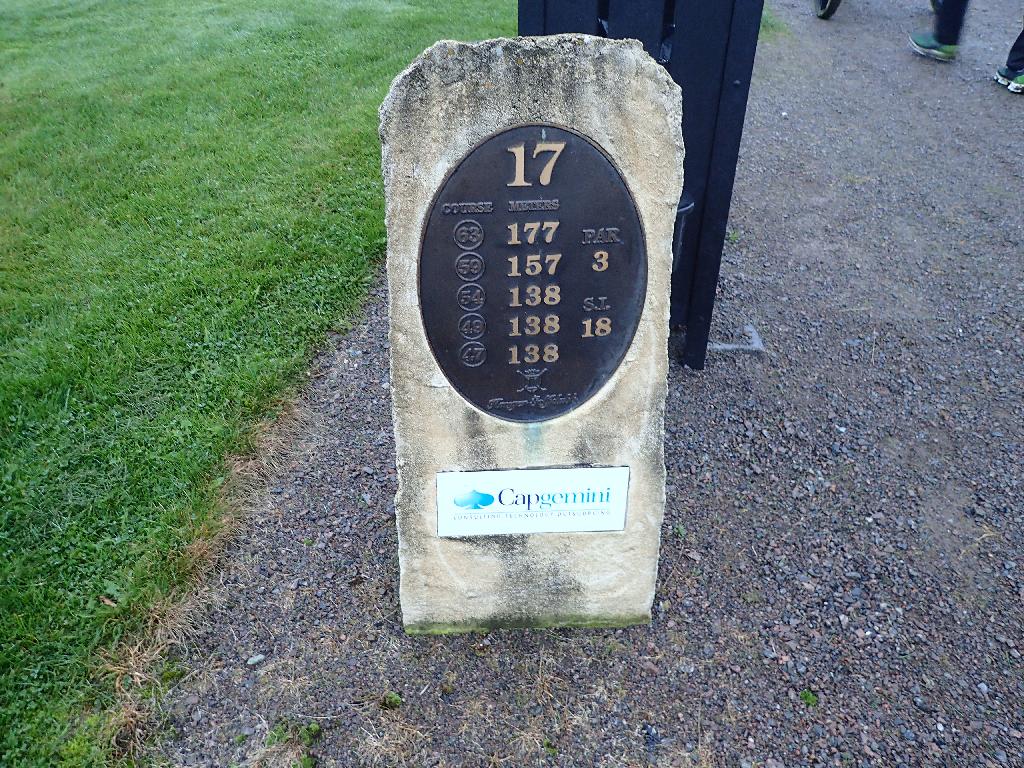 17
COURSE METERS
63 177 PAR
59 157 3
54 138 S.I.
49 138 18
47 138
Capgemini
CONSULTING.TECHNOLOGY.OUTSOURCING